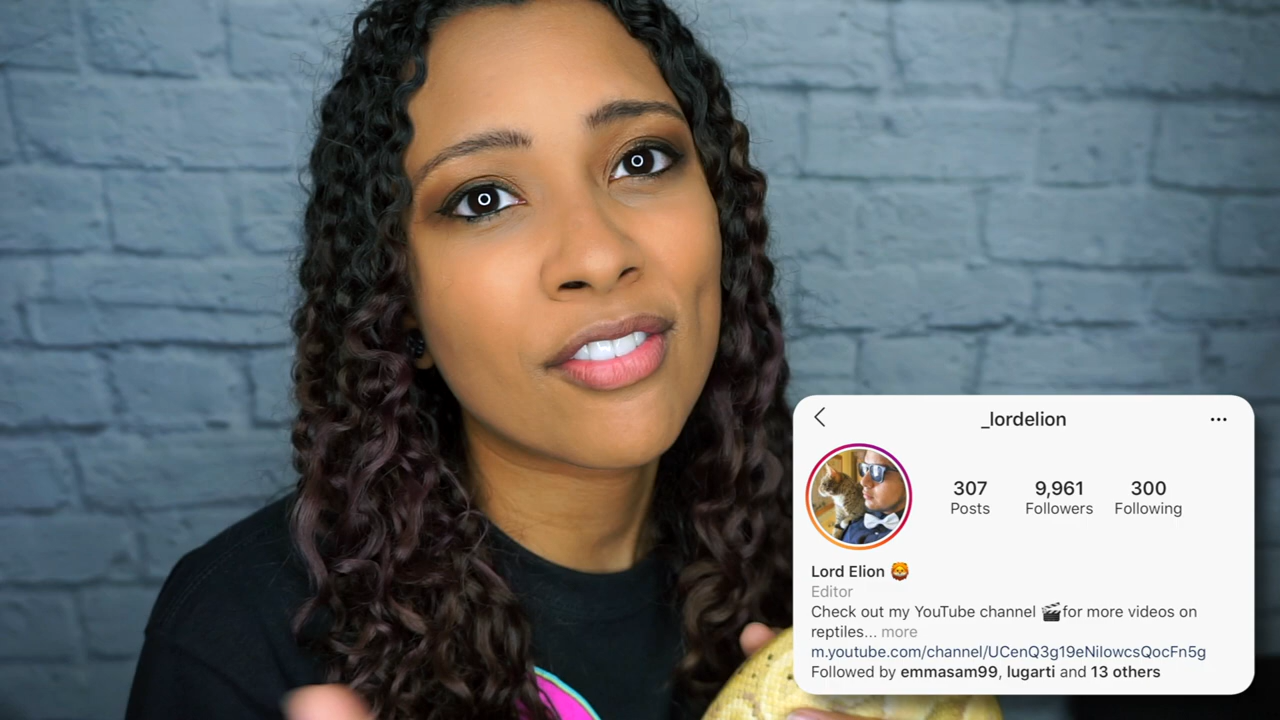 _lordelion
307 9,961 300
Posts Followers Following
Lord Elion 🦁
Editor
Check out my YouTube channel 🎬for more videos on
reptiles... more
m.youtube.com/channel/UCenQ3g19eNilowcsQocFn5g
Followed by emmasam99, lugarti and 13 others